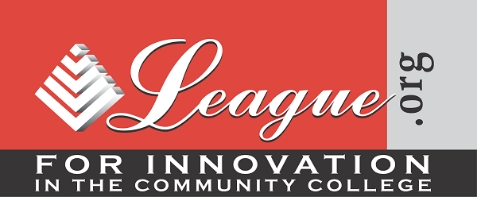 League
.org
FOR INNOVATION
IN THE COMMUNITY COLLEGE